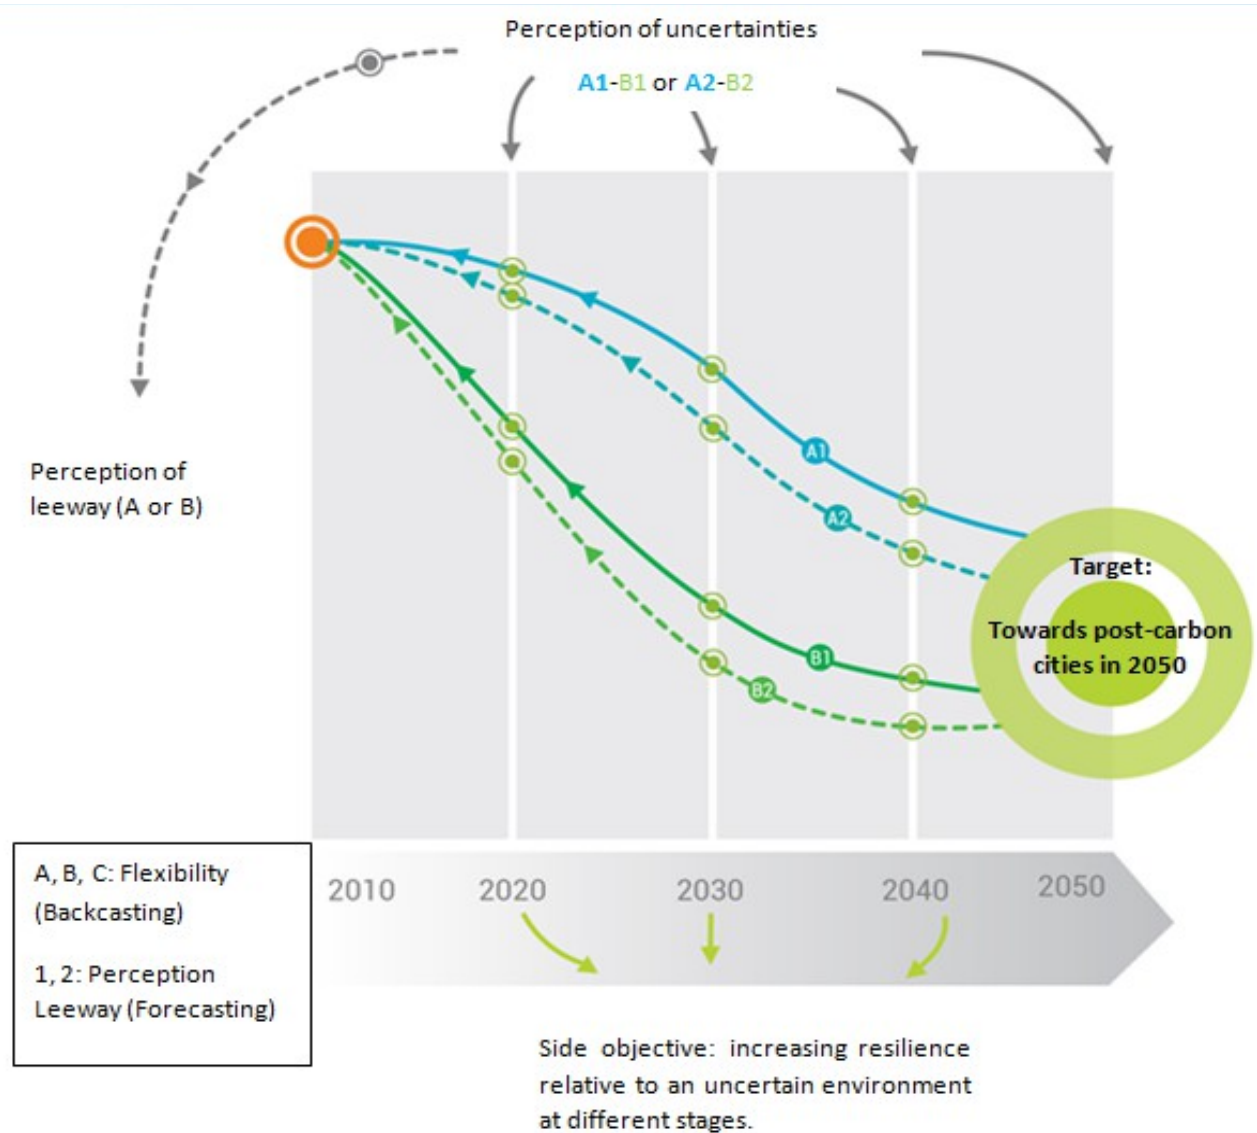 Perception of uncertainties
A1-B1 or A2-B2
Perception of
leeway (A or B)
A1
A2
B1
B2
Target:
Towards post-carbon
cities in 2050
A, B, C: Flexibility
(Backcasting)
1, 2: Perception
Leeway (Forecasting)
2010
2020
2030
2040
2050
Side objective: increasing resilience
relative to an uncertain environment
at different stages.